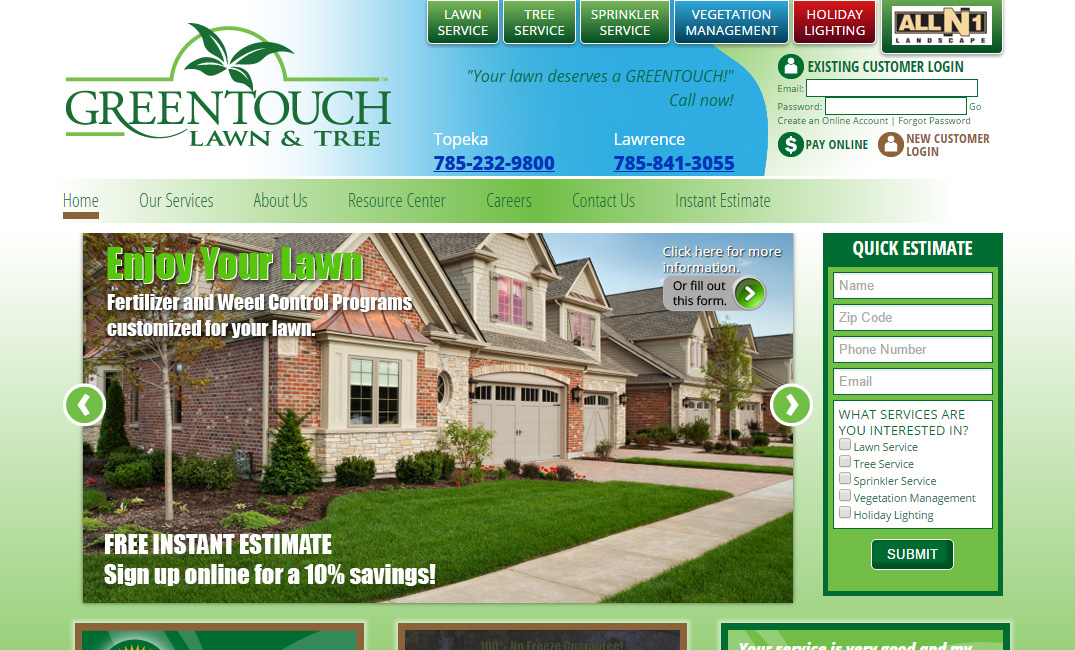 LAWN
SERVICE
TREE
SERVICE
SPRINKLER
SERVICE
VEGETATION
MANAGEMENT
HOLIDAY
LIGHTING
ALL N 1
LANDSCAPE
GREENTOUCH
LAWN & TREE
"Your lawn deserves a GREENTOUCH!"
Call now!
Topeka
785-232-9800
Lawrence
785-841-3055
EXISTING CUSTOMER LOGIN
Email:
Password: Go
Create an Online Account | Forgot Password
$ PAY ONLINE
NEW CUSTOMER
LOGIN
Home Our Services About Us Resource Center Careers Contact Us Instant Estimate
Enjoy Your Lawn
Fertilizer and Weed Control Programs
customized for your lawn.
Click here for more
information.
Or fill out
this form.
FREE INSTANT ESTIMATE
Sign up online for a 10% savings!
QUICK ESTIMATE
Name
Zip Code
Phone Number
Email
WHAT SERVICES ARE
YOU INTERESTED IN?
Lawn Service
Tree Service
Sprinkler Service
Vegetation Management
Holiday Lighting
SUBMIT
100% No Freeze Guarantee!
Your service is very good and my